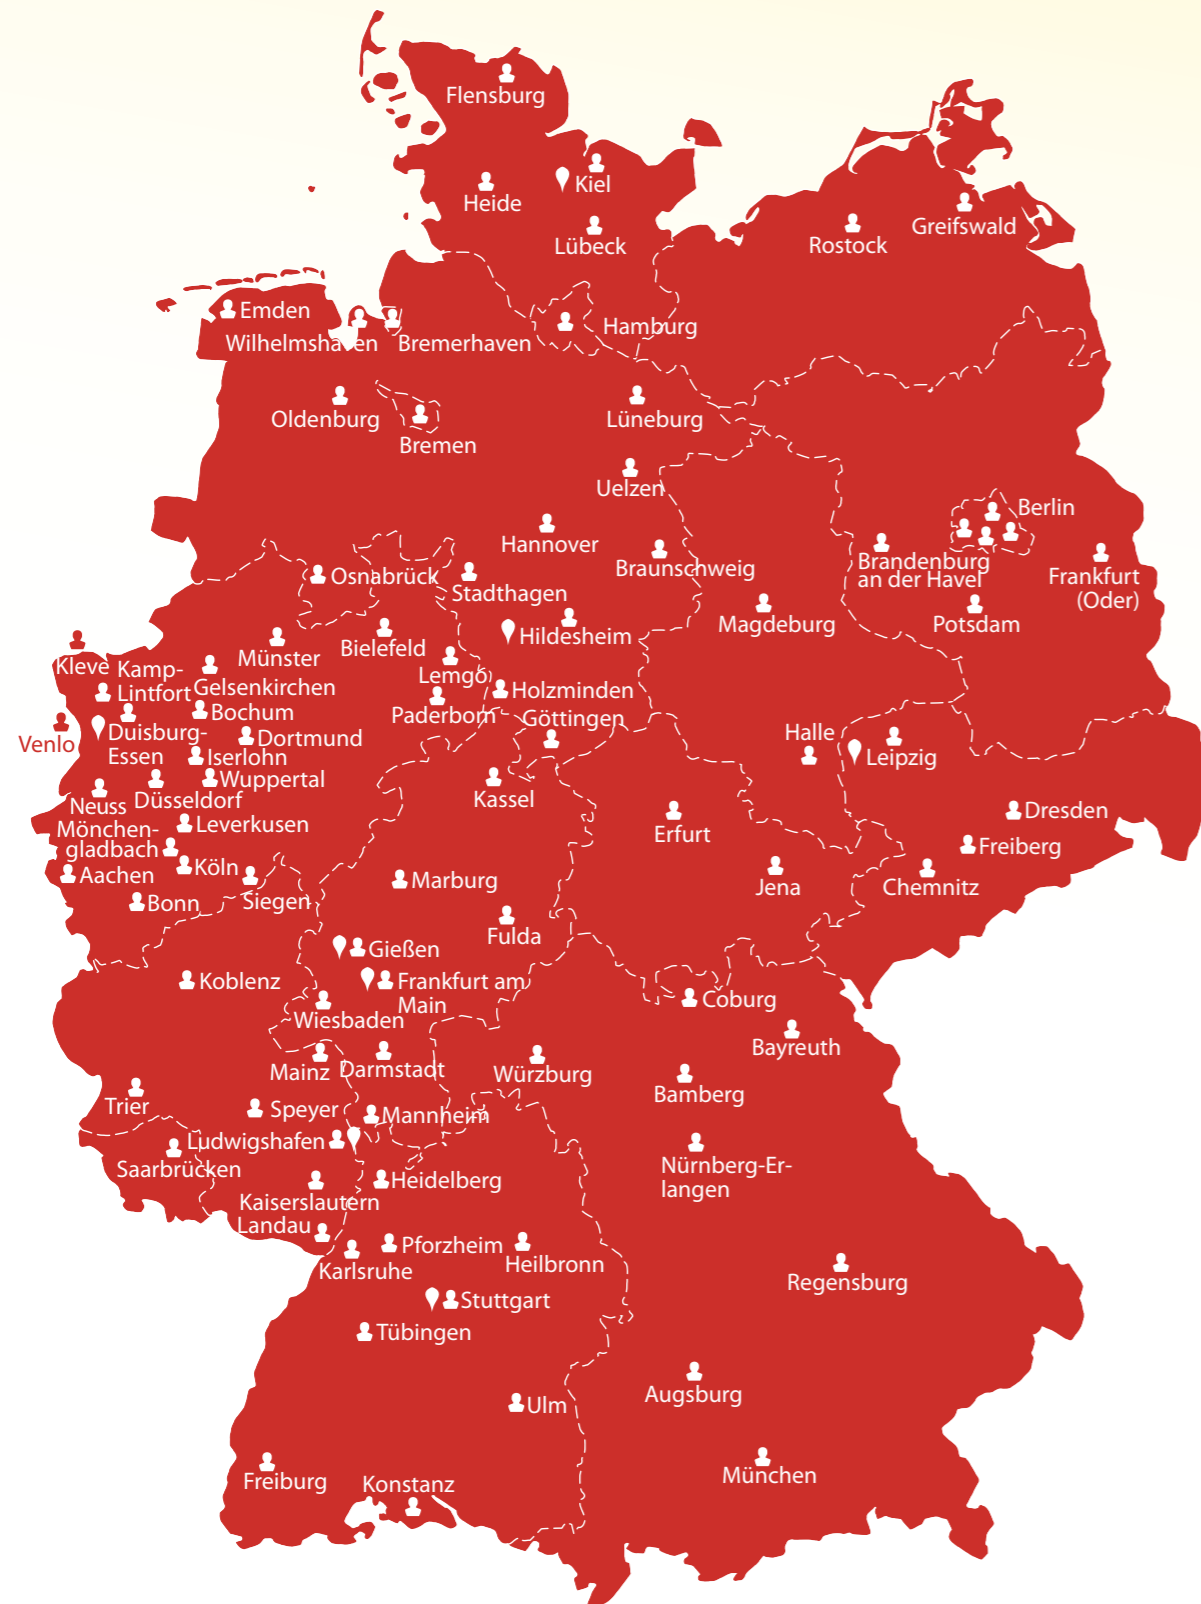 Flensburg
Kiel
Heide
Lübeck
Rostock
Greifswald
Emden
Wilhelmshaven
Bremerhaven
Hamburg
Oldenburg
Bremen
Lüneburg
Uelzen
Hannover
Braunschweig
Berlin
Brandenburg
an der Havel
Frankfurt
(Oder)
Osnabrück
Stadthagen
Magdeburg
Potsdam
Hildesheim
Bielefeld
Münster
Kleve
Kamp-
Lintfort
Gelsenkirchen
Lemgo
Holzminden
Paderborn
Bochum
Göttingen
Venlo
Duisburg-
Essen
Dortmund
Iserlohn
Halle
Leipzig
Wuppertal
Neuss
Düsseldorf
Kassel
Mönchen-
gladbach
Leverkusen
Erfurt
Dresden
Freiberg
Aachen
Köln
Siegen
Marburg
Jena
Chemnitz
Bonn
Fulda
Gießen
Koblenz
Frankfurt am
Main
Coburg
Wiesbaden
Bayreuth
Mainz
Darmstadt
Würzburg
Bamberg
Trier
Speyer
Mannheim
Ludwigshafen
Saarbrücken
Nürnberg-Er-
langen
Heidelberg
Kaiserslautern
Landau
Pforzheim
Heilbronn
Karlsruhe
Regensburg
Stuttgart
Tübingen
Augsburg
Ulm
Freiburg
Konstanz
München